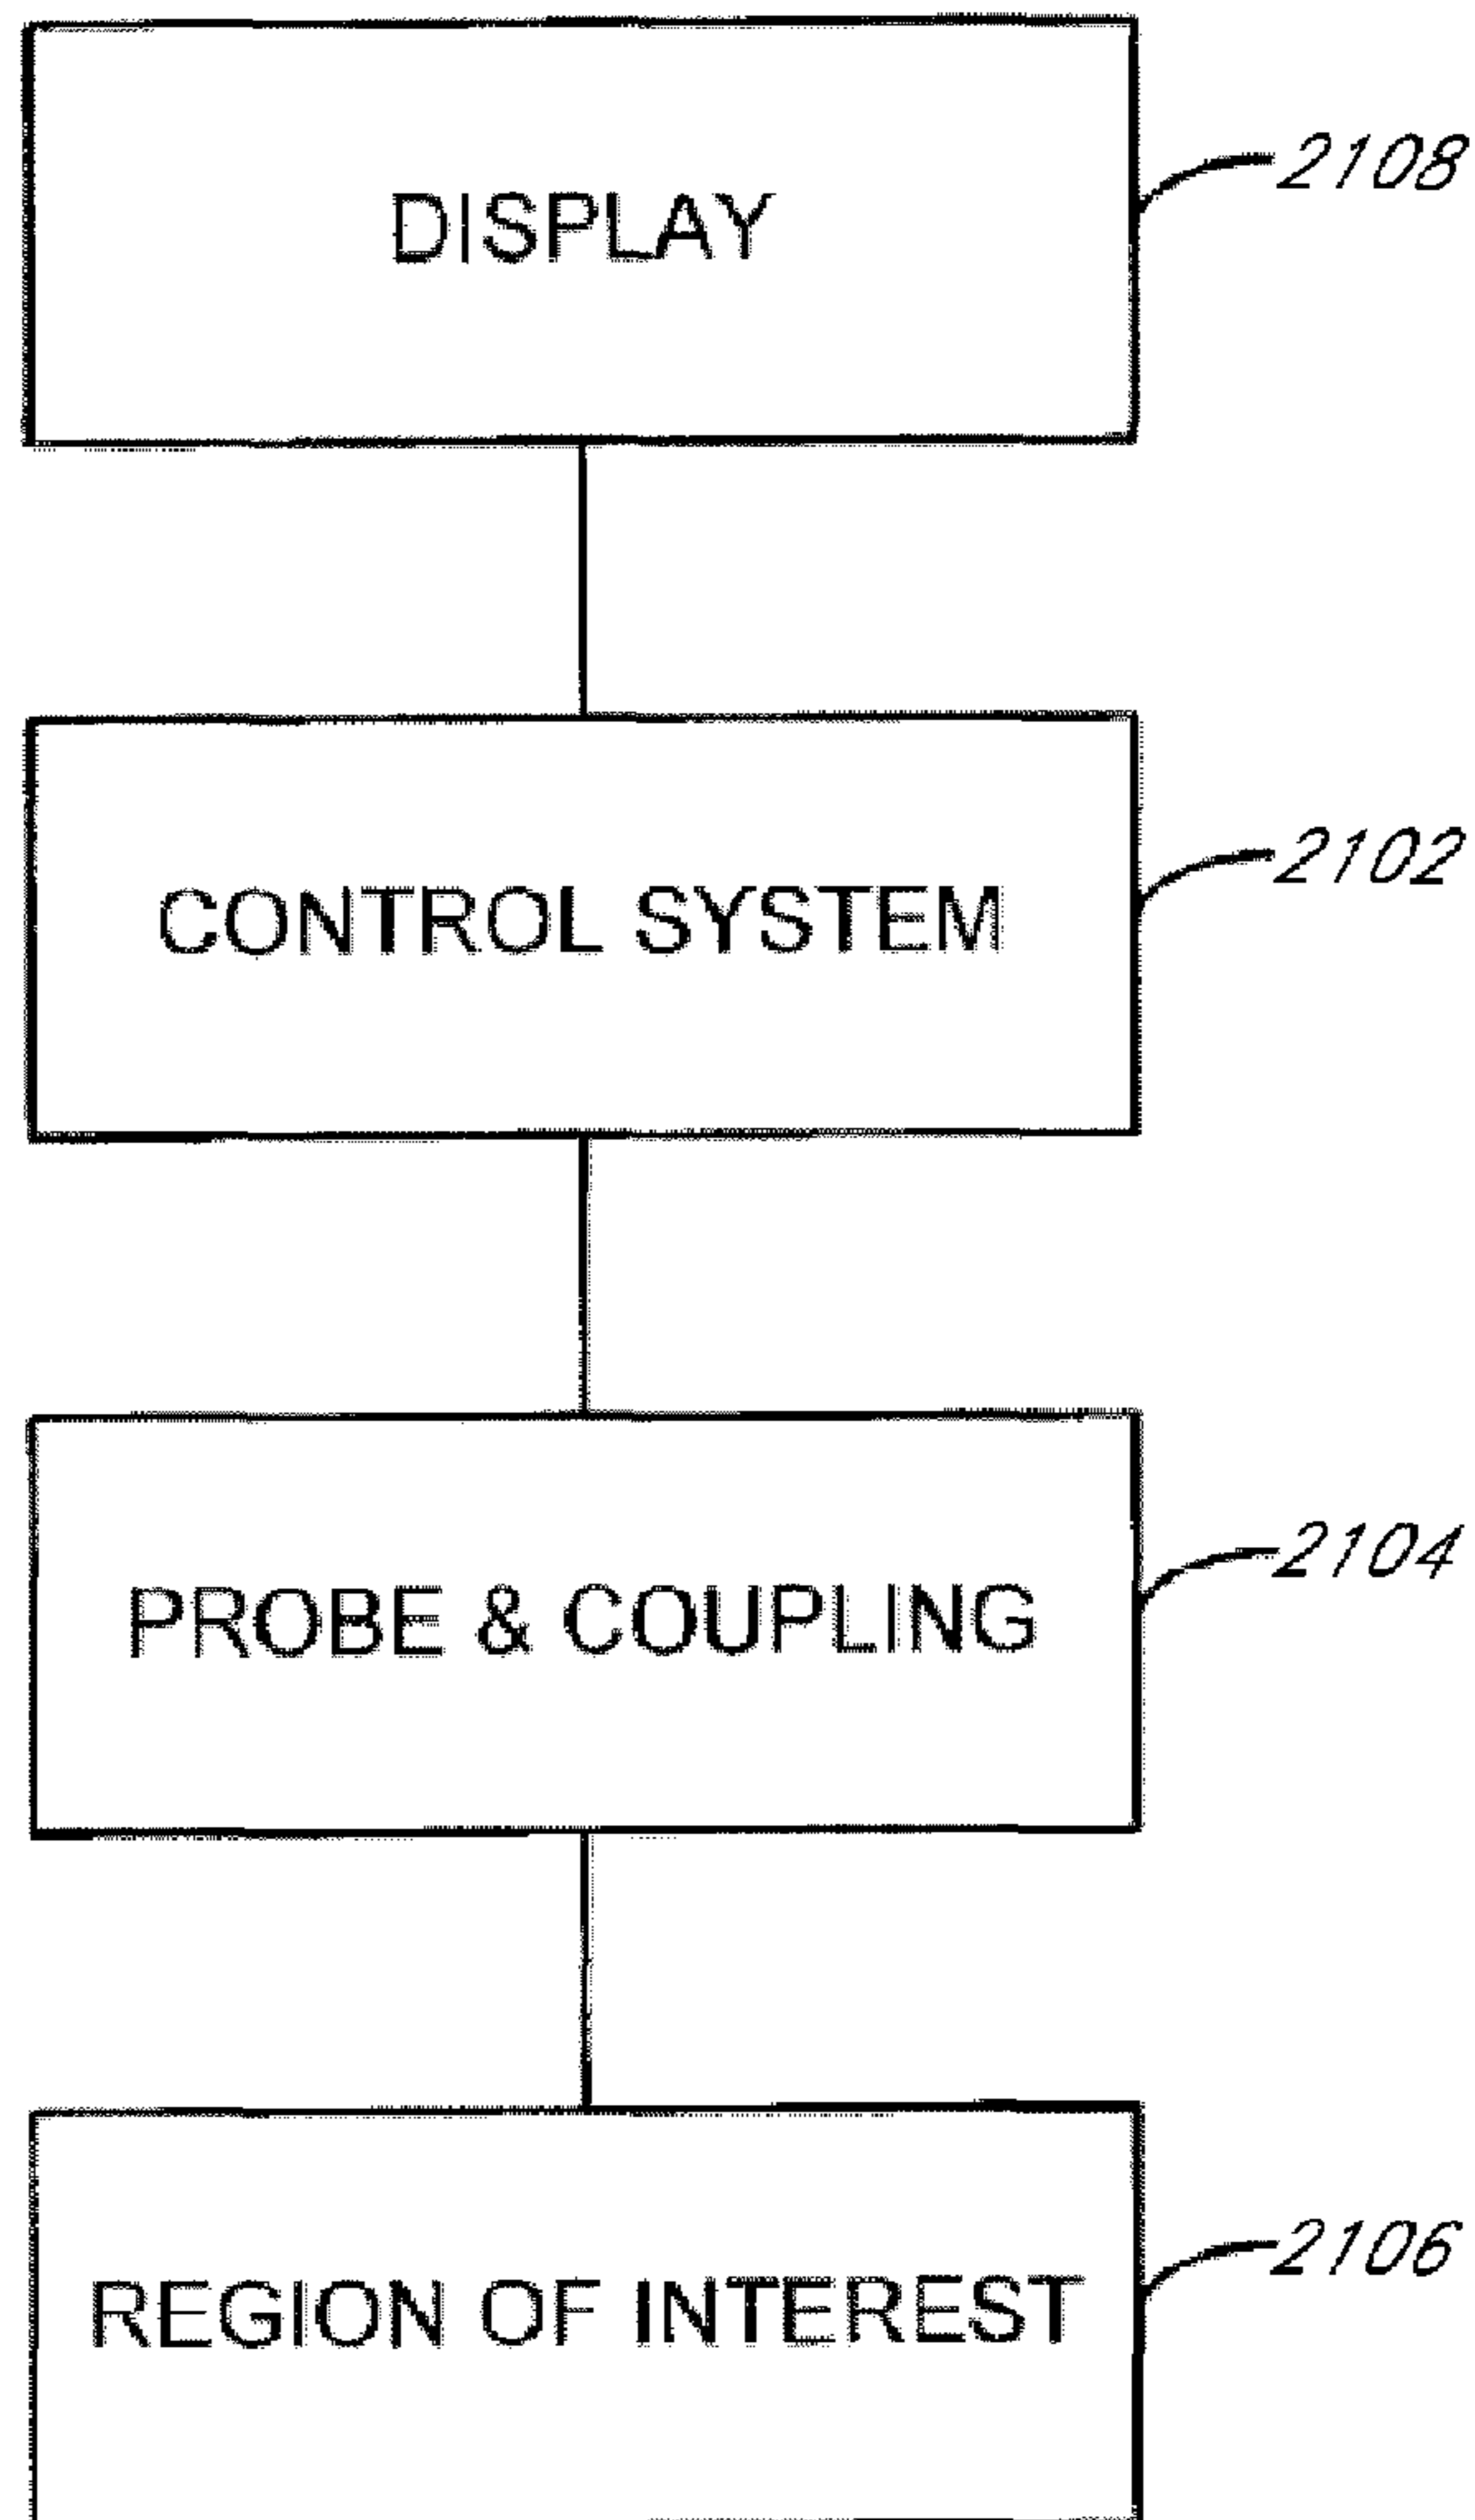 DISPLAY
2108
CONTROL SYSTEM
2102
PROBE & COUPLING
2104
REGION OF INTEREST
2106